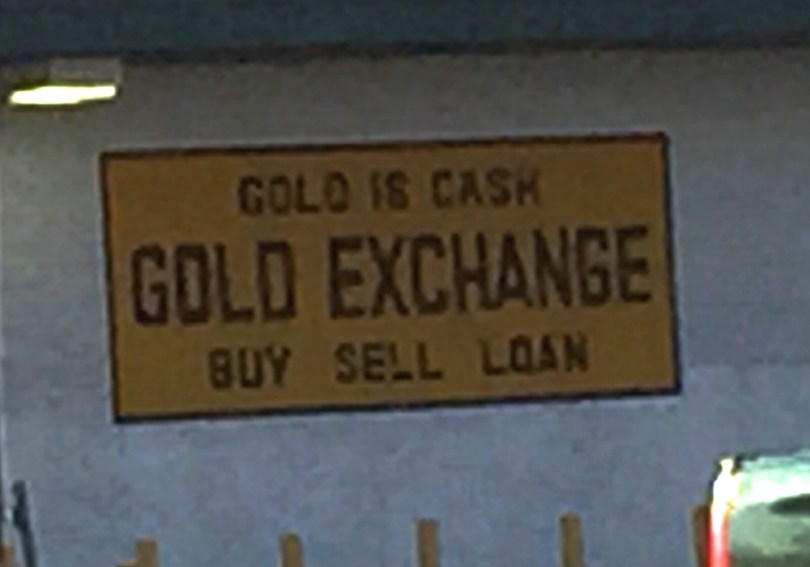 GOLD IS CASH
GOLD EXCHANGE
BUY SELL LOAN